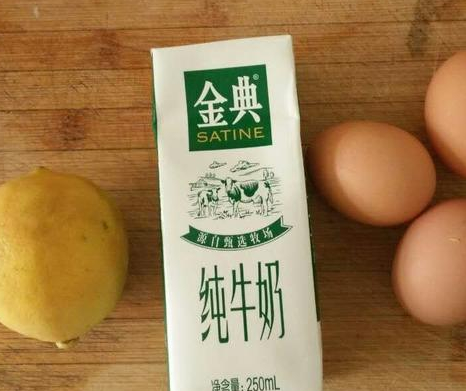 金典®
SATINE
源自甄选牧场
纯牛奶
净含量:250mL